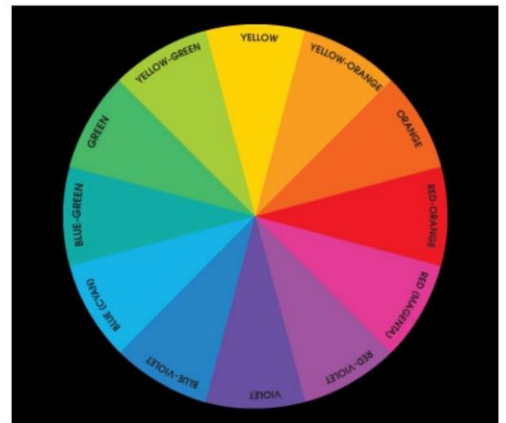 YELLOW
YELLOW-ORANGE
ORANGE
RED-ORANGE
RED (MAGENTA)
RED-VIOLET
VIOLET
BLUE-VIOLET
BLUE (CYAN)
BLUE-GREEN
GREEN
YELLOW-GREEN